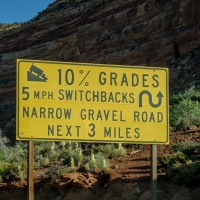 10% GRADES
5 MPH SWITCHBACKS
NARROW GRAVEL ROAD
NEXT 3 MILES